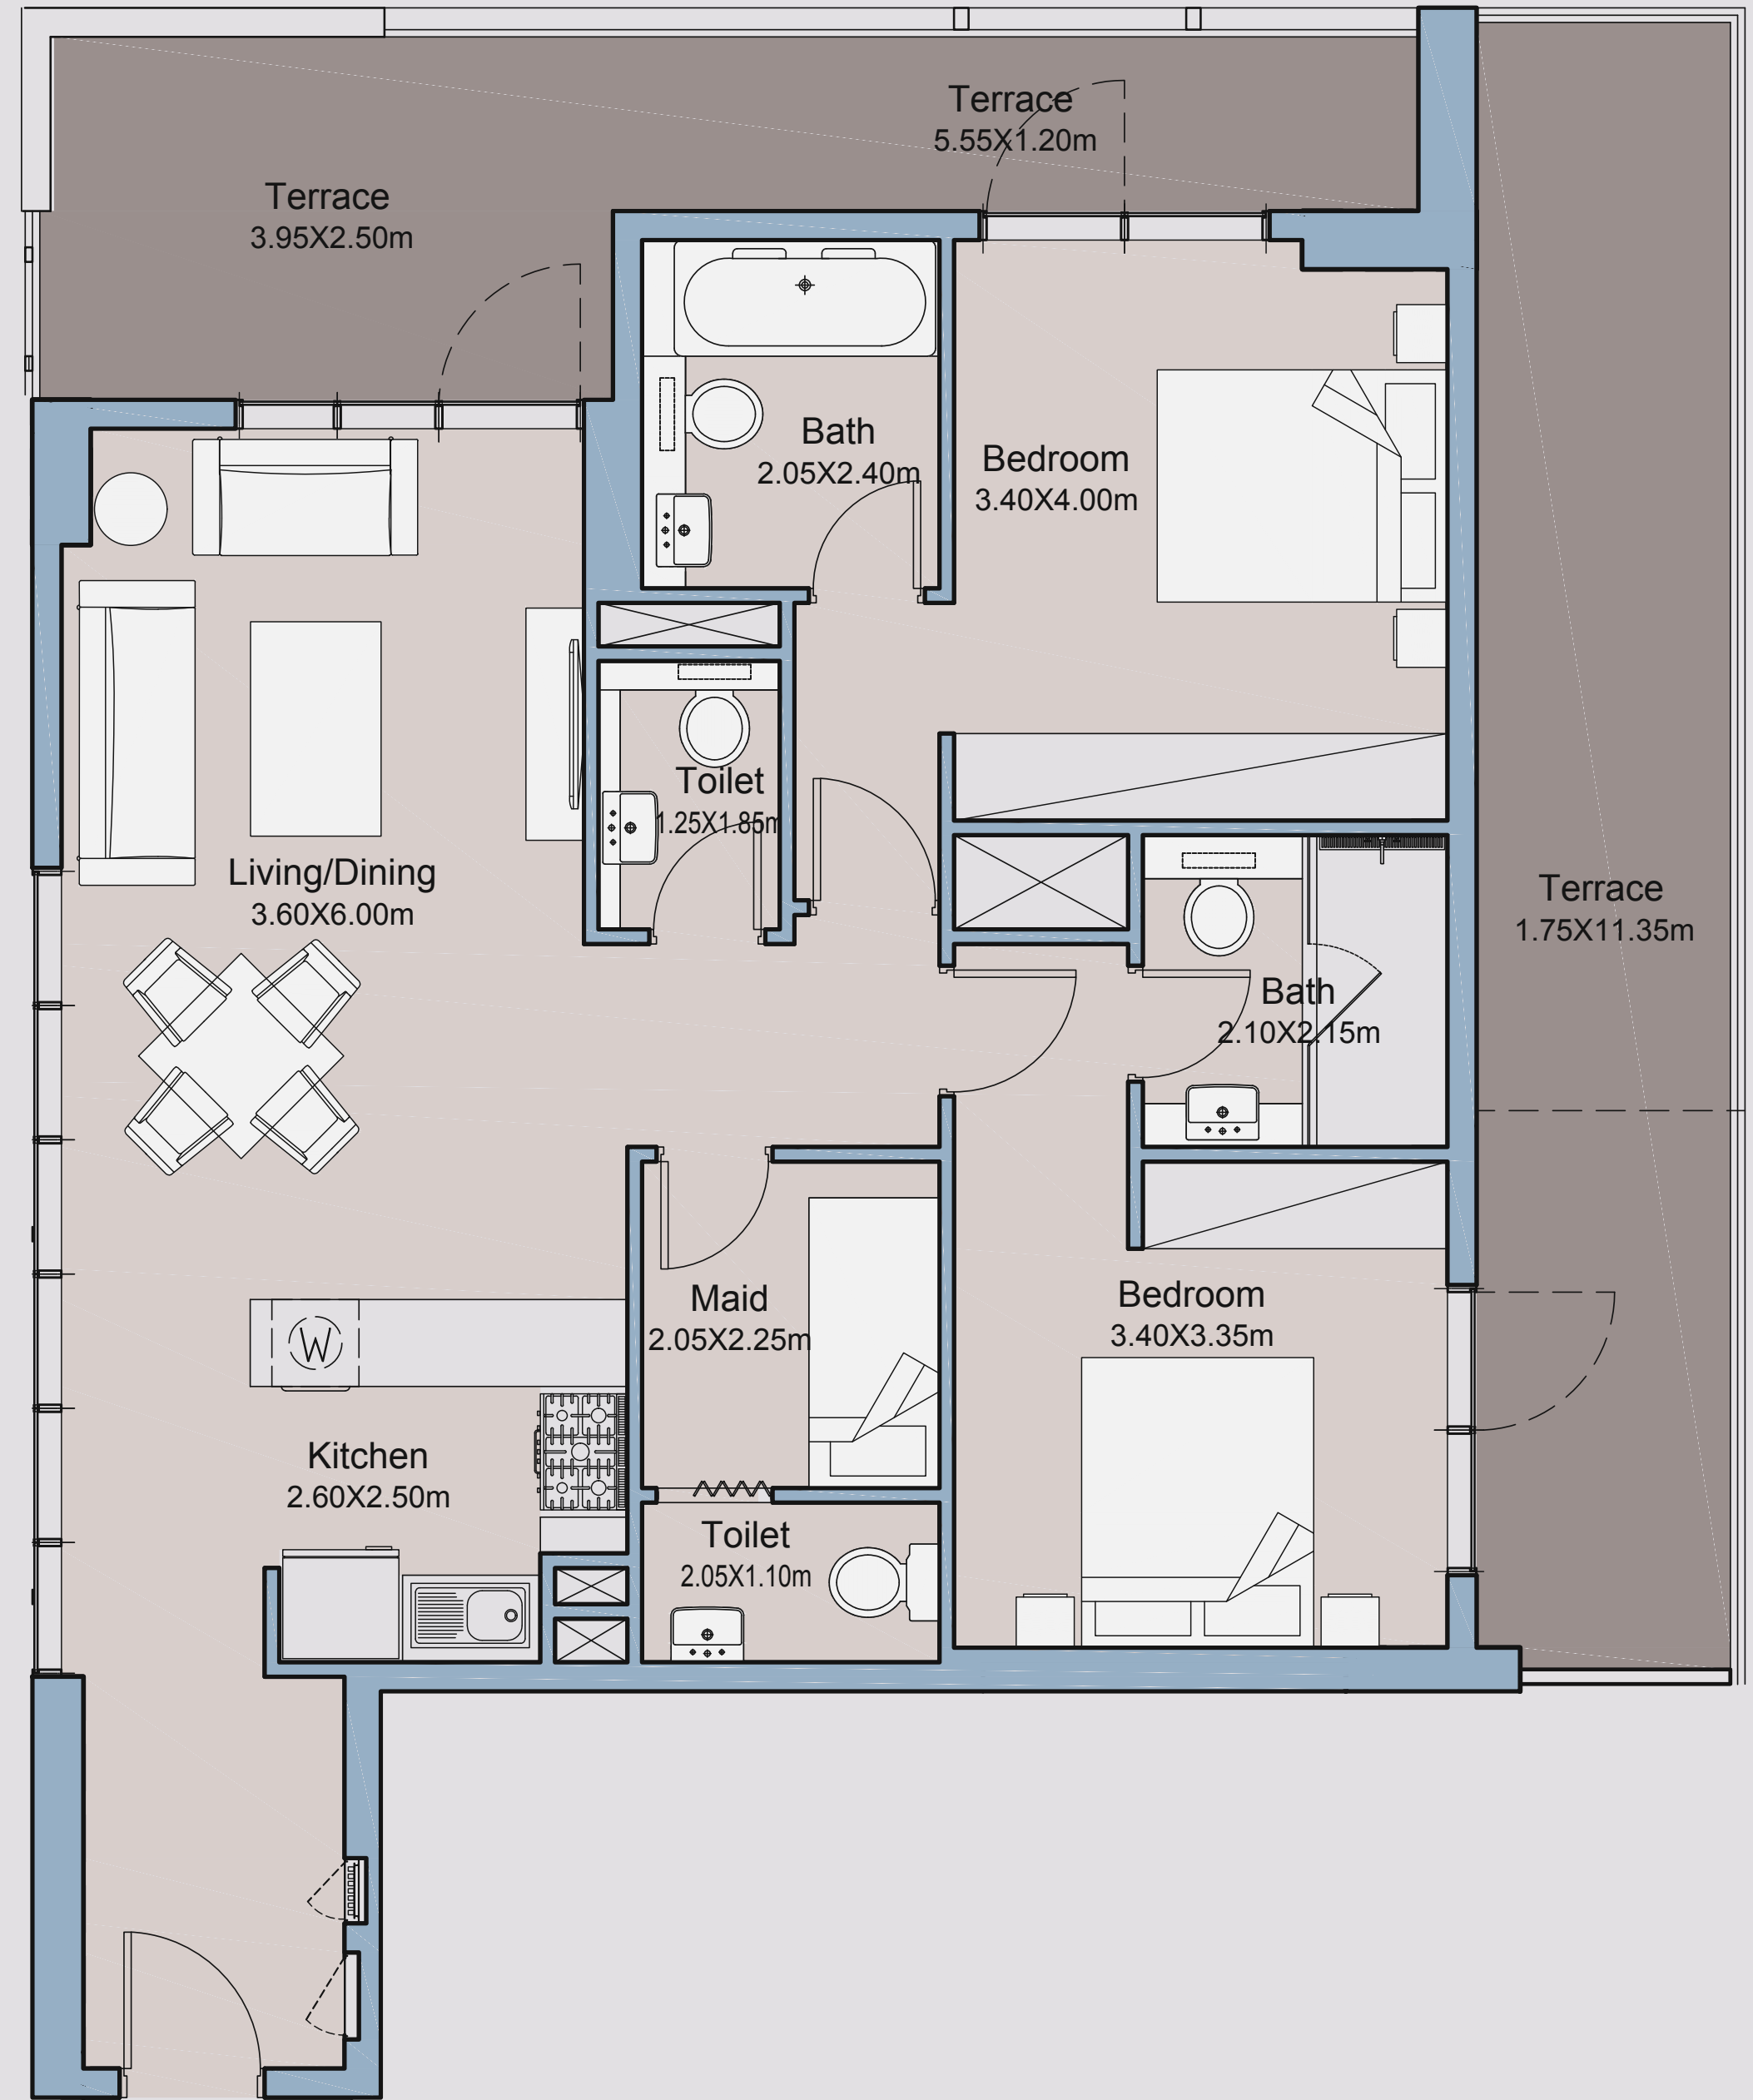 Terrace
5.55X1.20m
Terrace
3.95X2.50m
Bath
2.05X2.40m
Bedroom
3.40X4.00m
Toilet
1.25X1.85m
Living/Dining
3.60X6.00m
Terrace
1.75X11.35m
Bath
2.10X2.15m
Maid
2.05X2.25m
Bedroom
3.40X3.35m
W
Kitchen
2.60X2.50m
Toilet
2.05X1.10m